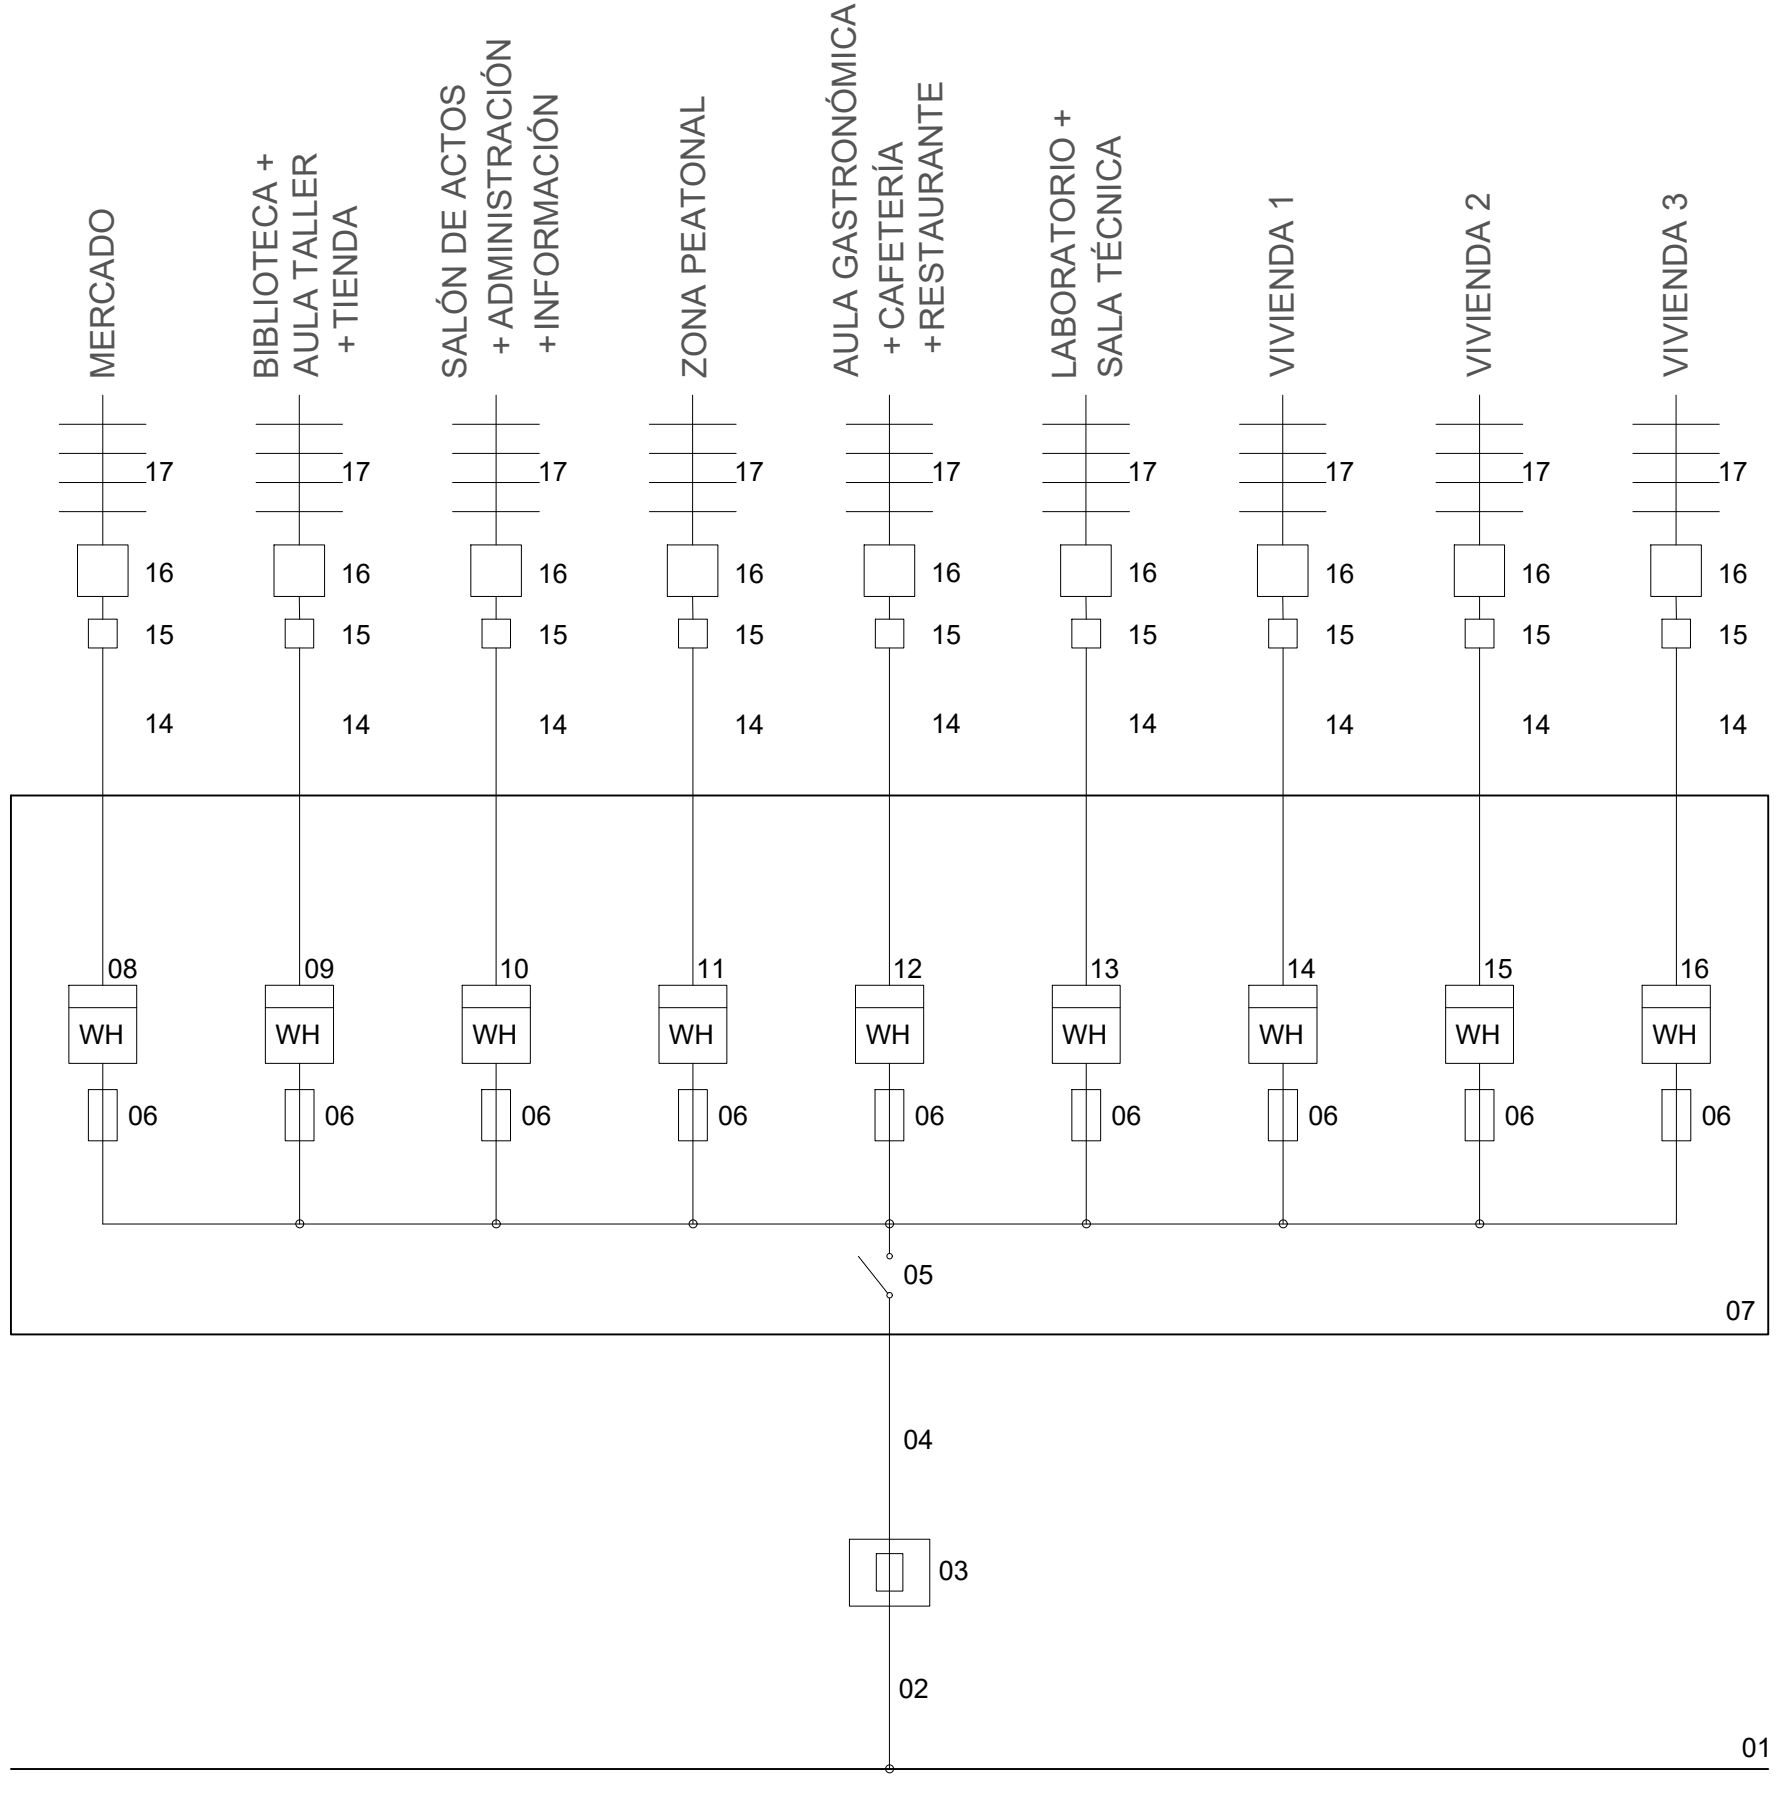 MERCADO
BIBLIOTECA +
AULA TALLER
+ TIENDA
SALÓN DE ACTOS
+ ADMINISTRACIÓN
+ INFORMACIÓN
ZONA PEATONAL
AULA GASTRONÓMICA
+ CAFETERÍA
+ RESTAURANTE
LABORATORIO +
SALA TÉCNICA
VIVIENDA 1
VIVIENDA 2
VIVIENDA 3
17 17 17 17 17 17 17 17 17
16 16 16 16 16 16 16 16 16
15 15 15 15 15 15 15 15 15
14 14 14 14 14 14 14 14 14
08 09 10 11 12 13 14 15 16
WH WH WH WH WH WH WH WH WH
06 06 06 06 06 06 06 06 06
05
07
04
03
02
01